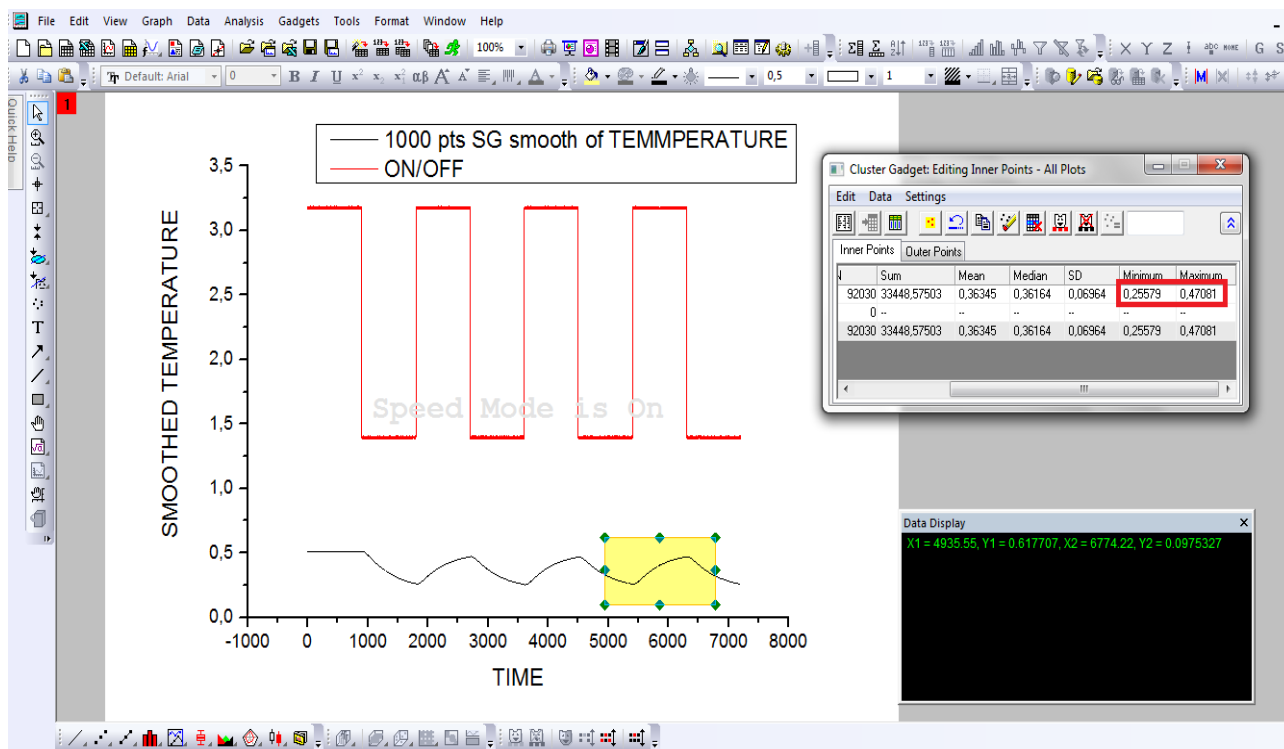 File Edit View Graph Data Analysis Gadgets Tools Format Window Help
100%
X Y Z
Default: Arial 0 B I U x² x₂ αβ A 0,5 1
Quick Help
1
1000 pts SG smooth of TEMMPERATURE
ON/OFF
SMOOTHED TEMPERATURE
3,5
3,0
2,5
2,0
1,5
1,0
0,5
0,0
Speed Mode is On
-1000 0 1000 2000 3000 4000 5000 6000 7000 8000
TIME
Cluster Gadget: Editing Inner Points - All Plots
Edit Data Settings
Inner Points Outer Points
Sum Mean Median SD Minimum Maximum
92030 33448,57503 0,36345 0,36164 0,06964 0,25579 0,47081
0 -- -- -- -- -- --
92030 33448,57503 0,36345 0,36164 0,06964 0,25579 0,47081
Data Display
X1 = 4935.55, Y1 = 0.617707, X2 = 6774.22, Y2 = 0.0975327